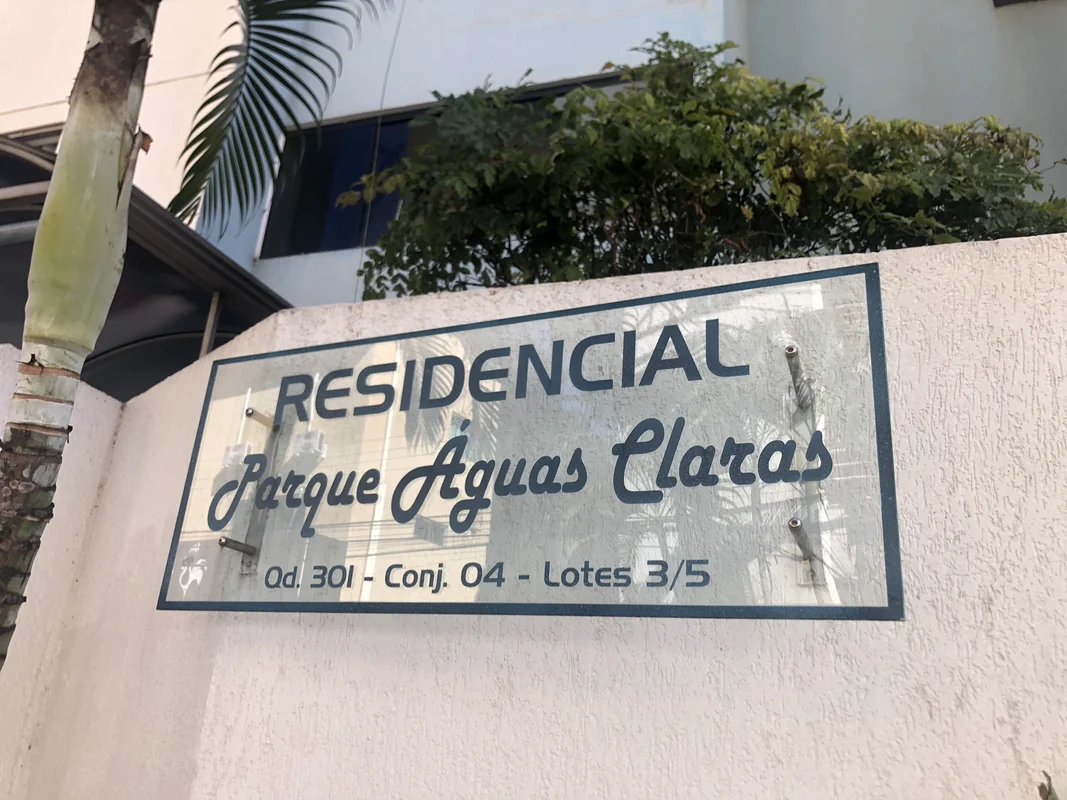 RESIDENCIAL
Parque Águas Claras
Qd. 301 - Conj. 04 - Lotes 3/5